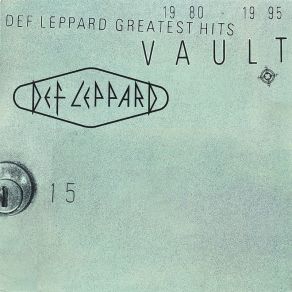 19 80 - 19 95
DEF LEPPARD GREATEST HITS
VAULT
DEF LEPPARD
15